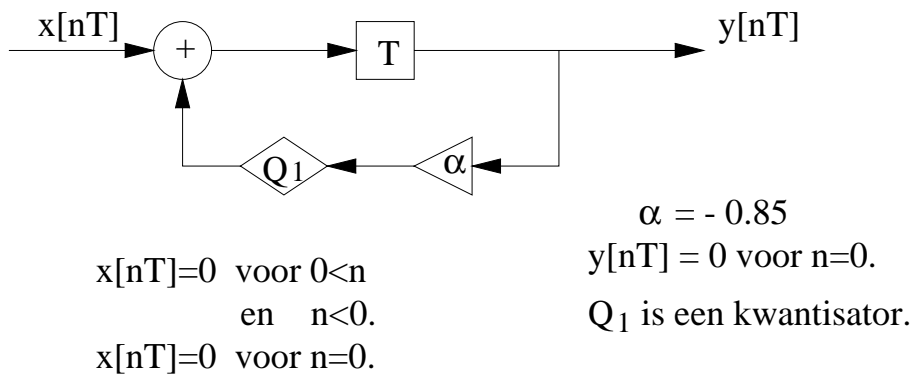 x[nT]
y[nT]
+
T
Q1
α
α = - 0.85
y[nT] = 0 voor n=0.
Q1 is een kwantisator.
x[nT]=0 voor 0<n
en n<0.
x[nT]=0 voor n=0.